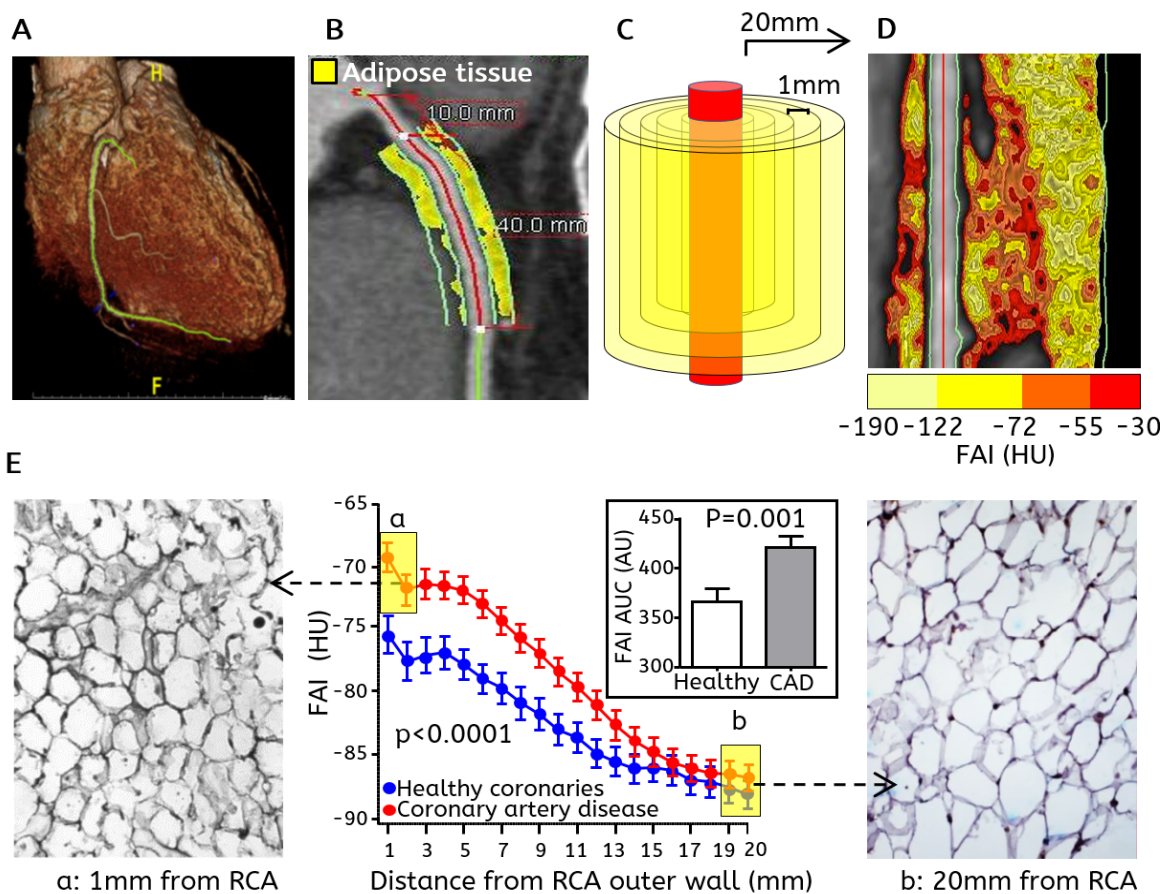 A
B
C
D
20mm
H
F
Adipose tissue
10.0 mm
40.0 mm
1mm
-190 -122 -72 -55 -30
FAI (HU)
E
-65
-70
-75
-80
-85
-90
FAI (HU)
a
b
p<0.0001
Healthy coronaries
Coronary artery disease
P=0.001
450
400
350
300
FAI AUC (AU)
Healthy CAD
1 3 5 7 9 11 13 15 17 19 20
a: 1mm from RCA
Distance from RCA outer wall (mm)
b: 20mm from RCA